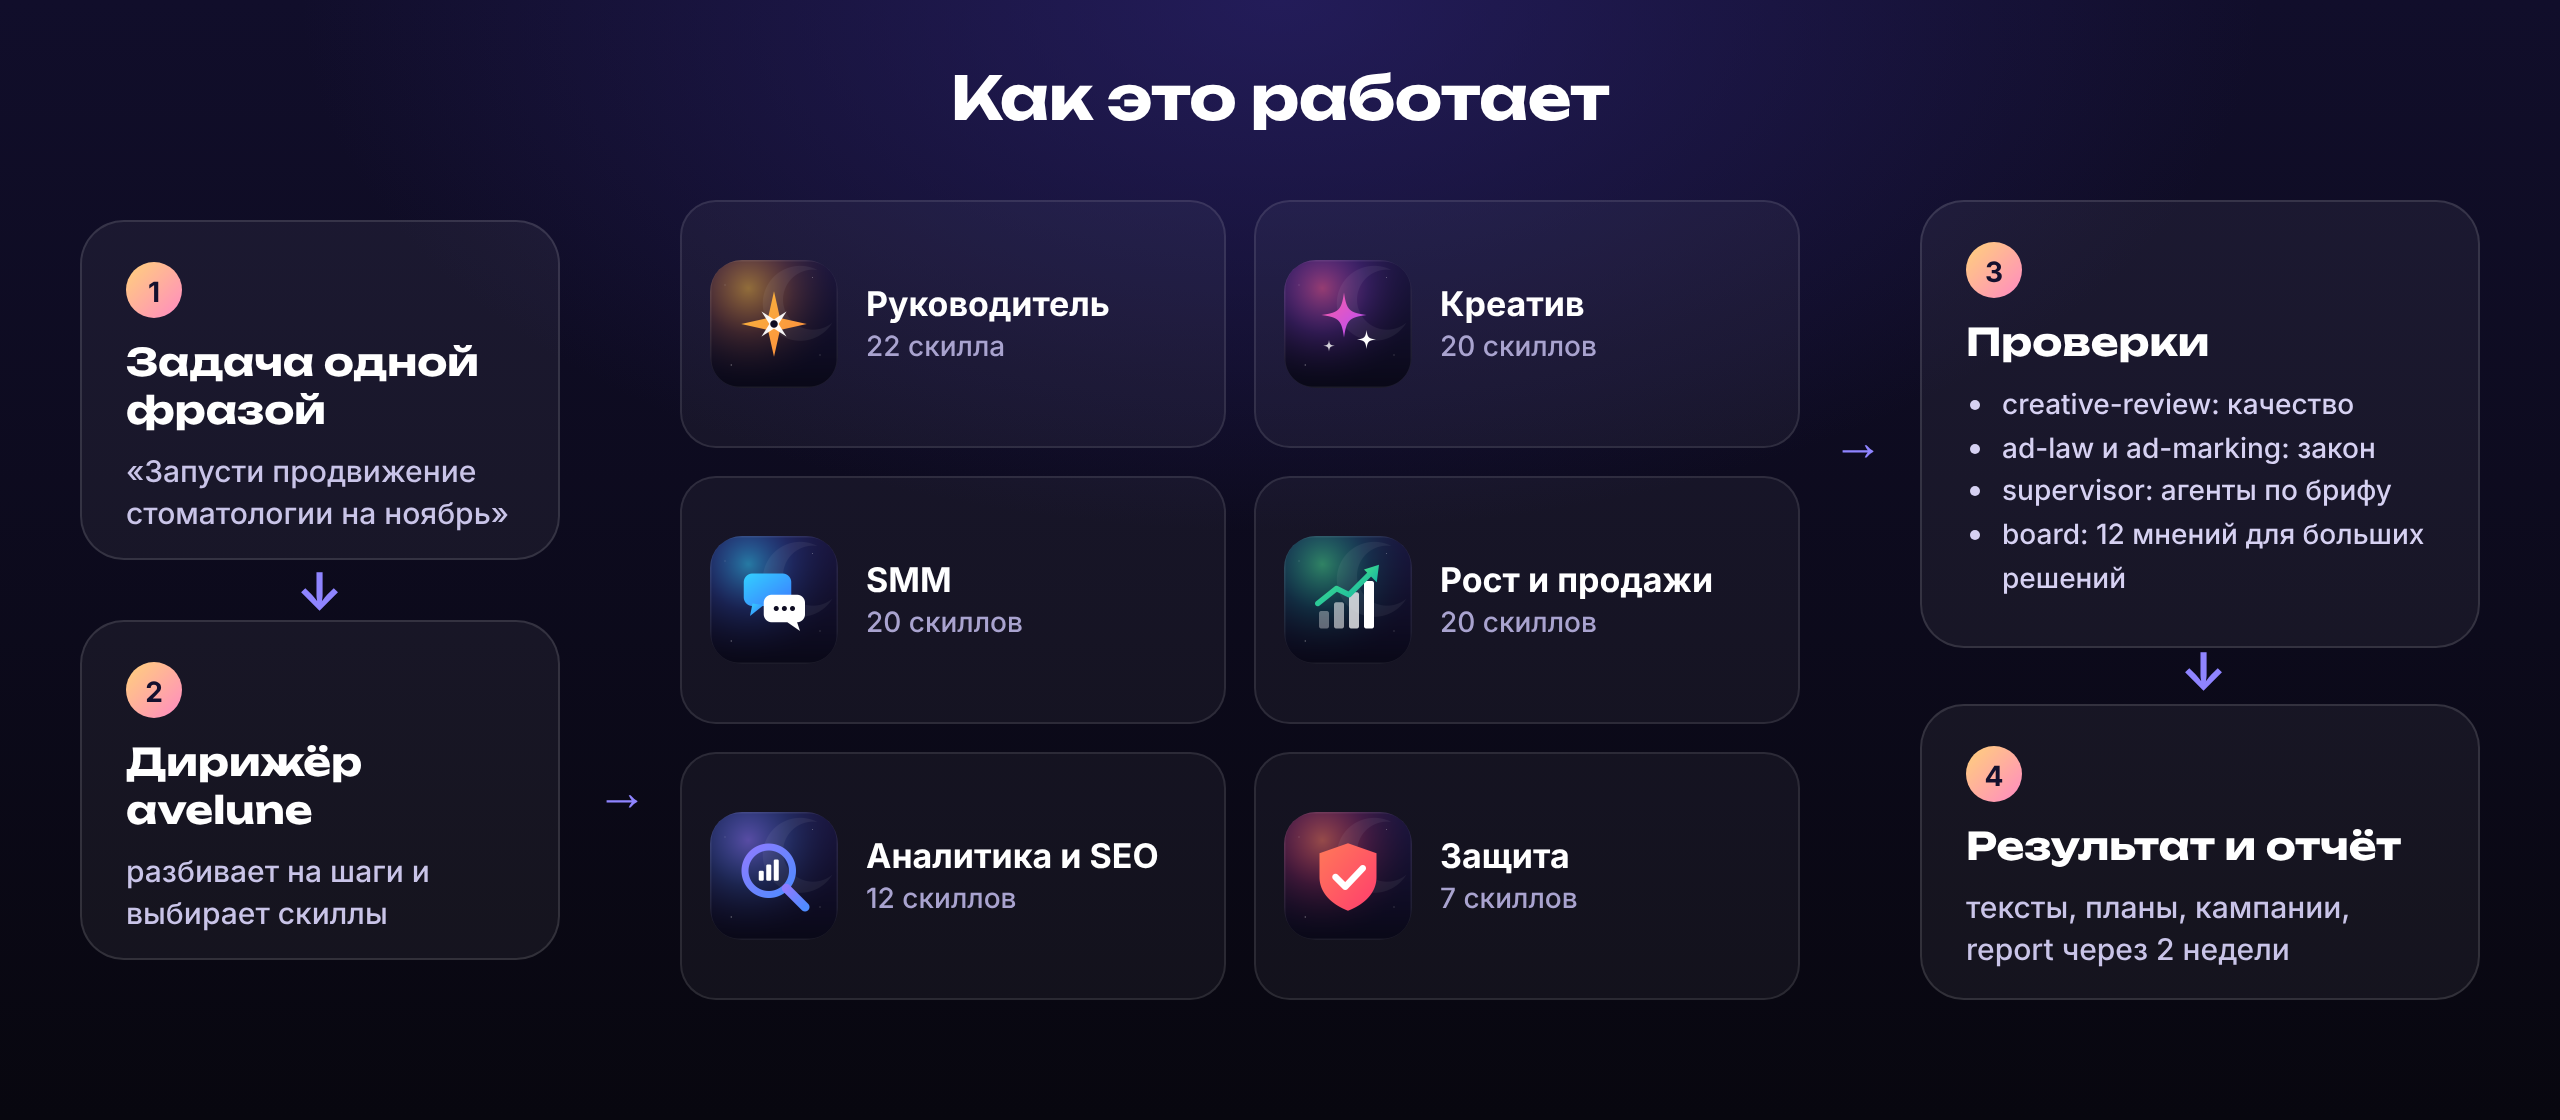 Как это работает
1
Задача одной
фразой
«Запусти продвижение
стоматологии на ноябрь»
2
Дирижёр
avelune
разбивает на шаги и
выбирает скиллы
Руководитель
22 скилла
Креатив
20 скиллов
SMM
20 скиллов
Рост и продажи
20 скиллов
Аналитика и SEO
12 скиллов
Защита
7 скиллов
3
Проверки
• creative-review: качество
• ad-law и ad-marking: закон
• supervisor: агенты по брифу
• board: 12 мнений для больших
решений
4
Результат и отчёт
тексты, планы, кампании,
report через 2 недели